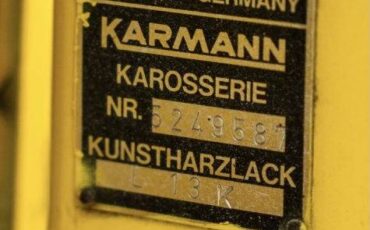 GERMANY
KARMANN
KAROSSERIE
NR. 5249587
KUNSTHARZLACK
L 13 K